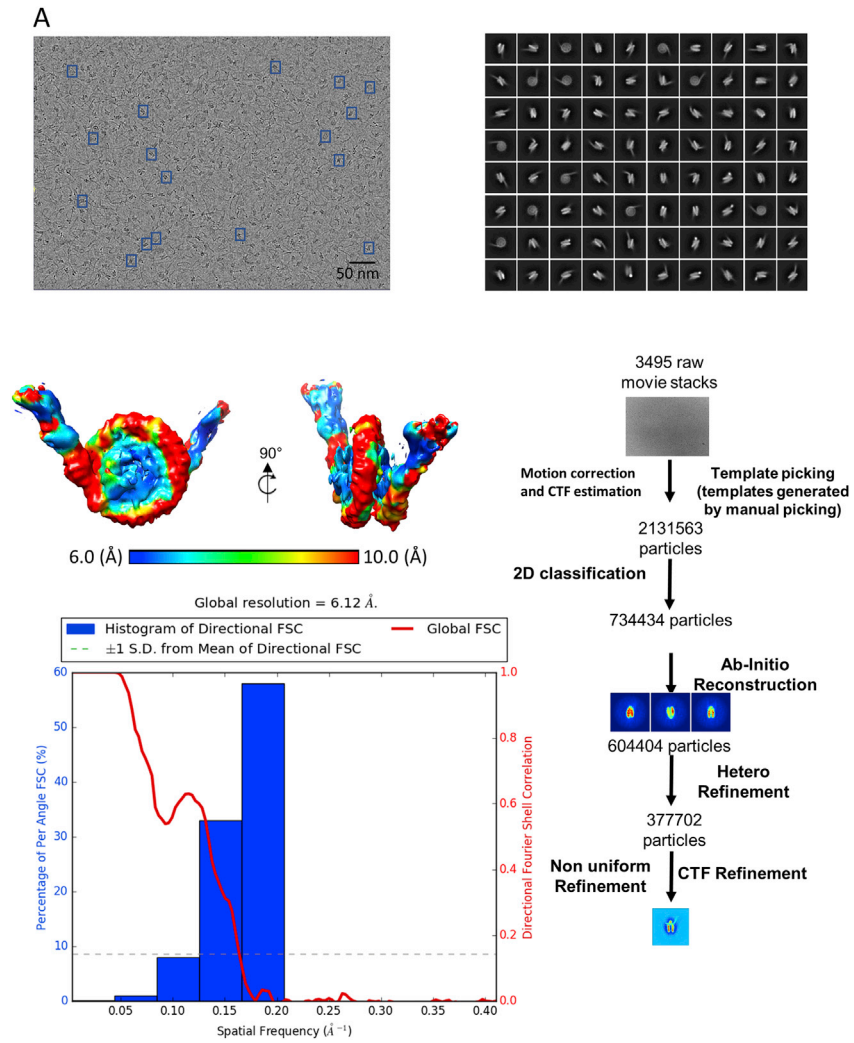 A
50 nm
90°
6.0 (Å)
10.0 (Å)
Global resolution = 6.12 Å.
Histogram of Directional FSC
Global FSC
±1 S.D. from Mean of Directional FSC
60
50
40
30
20
10
0
Percentage of Per Angle FSC (%)
1.0
0.8
0.6
0.4
0.2
0.0
Directional Fourier Shell Correlation
0.05
0.10
0.15
0.20
0.25
0.30
0.35
0.40
Spatial Frequency (Å⁻¹)
3495 raw
movie stacks
Motion correction
and CTF estimation
Template picking
(templates generated
by manual picking)
2131563
particles
2D classification
734434 particles
Ab-Initio
Reconstruction
604404 particles
Hetero
Refinement
377702
particles
Non uniform
Refinement
CTF Refinement